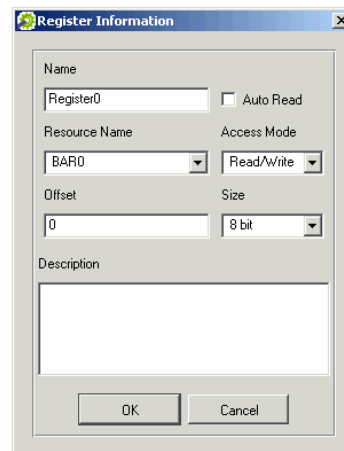 Register Information
Name
Register0
Auto Read
Resource Name
Access Mode
BAR0
Read/Write
Offset
Size
0
8 bit
Description
OK
Cancel